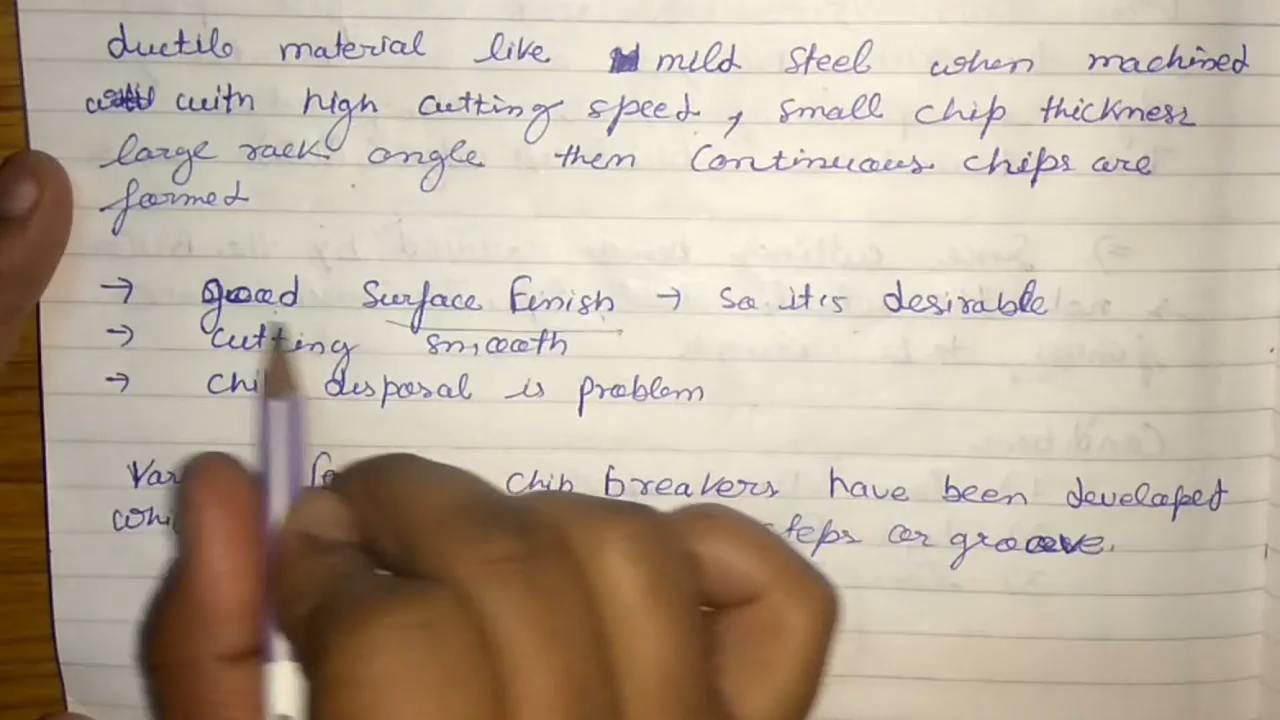 ductile material like mild steel when machined
with high cutting speed, small chip thickness
large rack angle then continuous chips are
formed
→ good surface finish → so it's desirable
→ cutting smooth
→ disposal is problem
chip breakers have been developed
steps or groove.